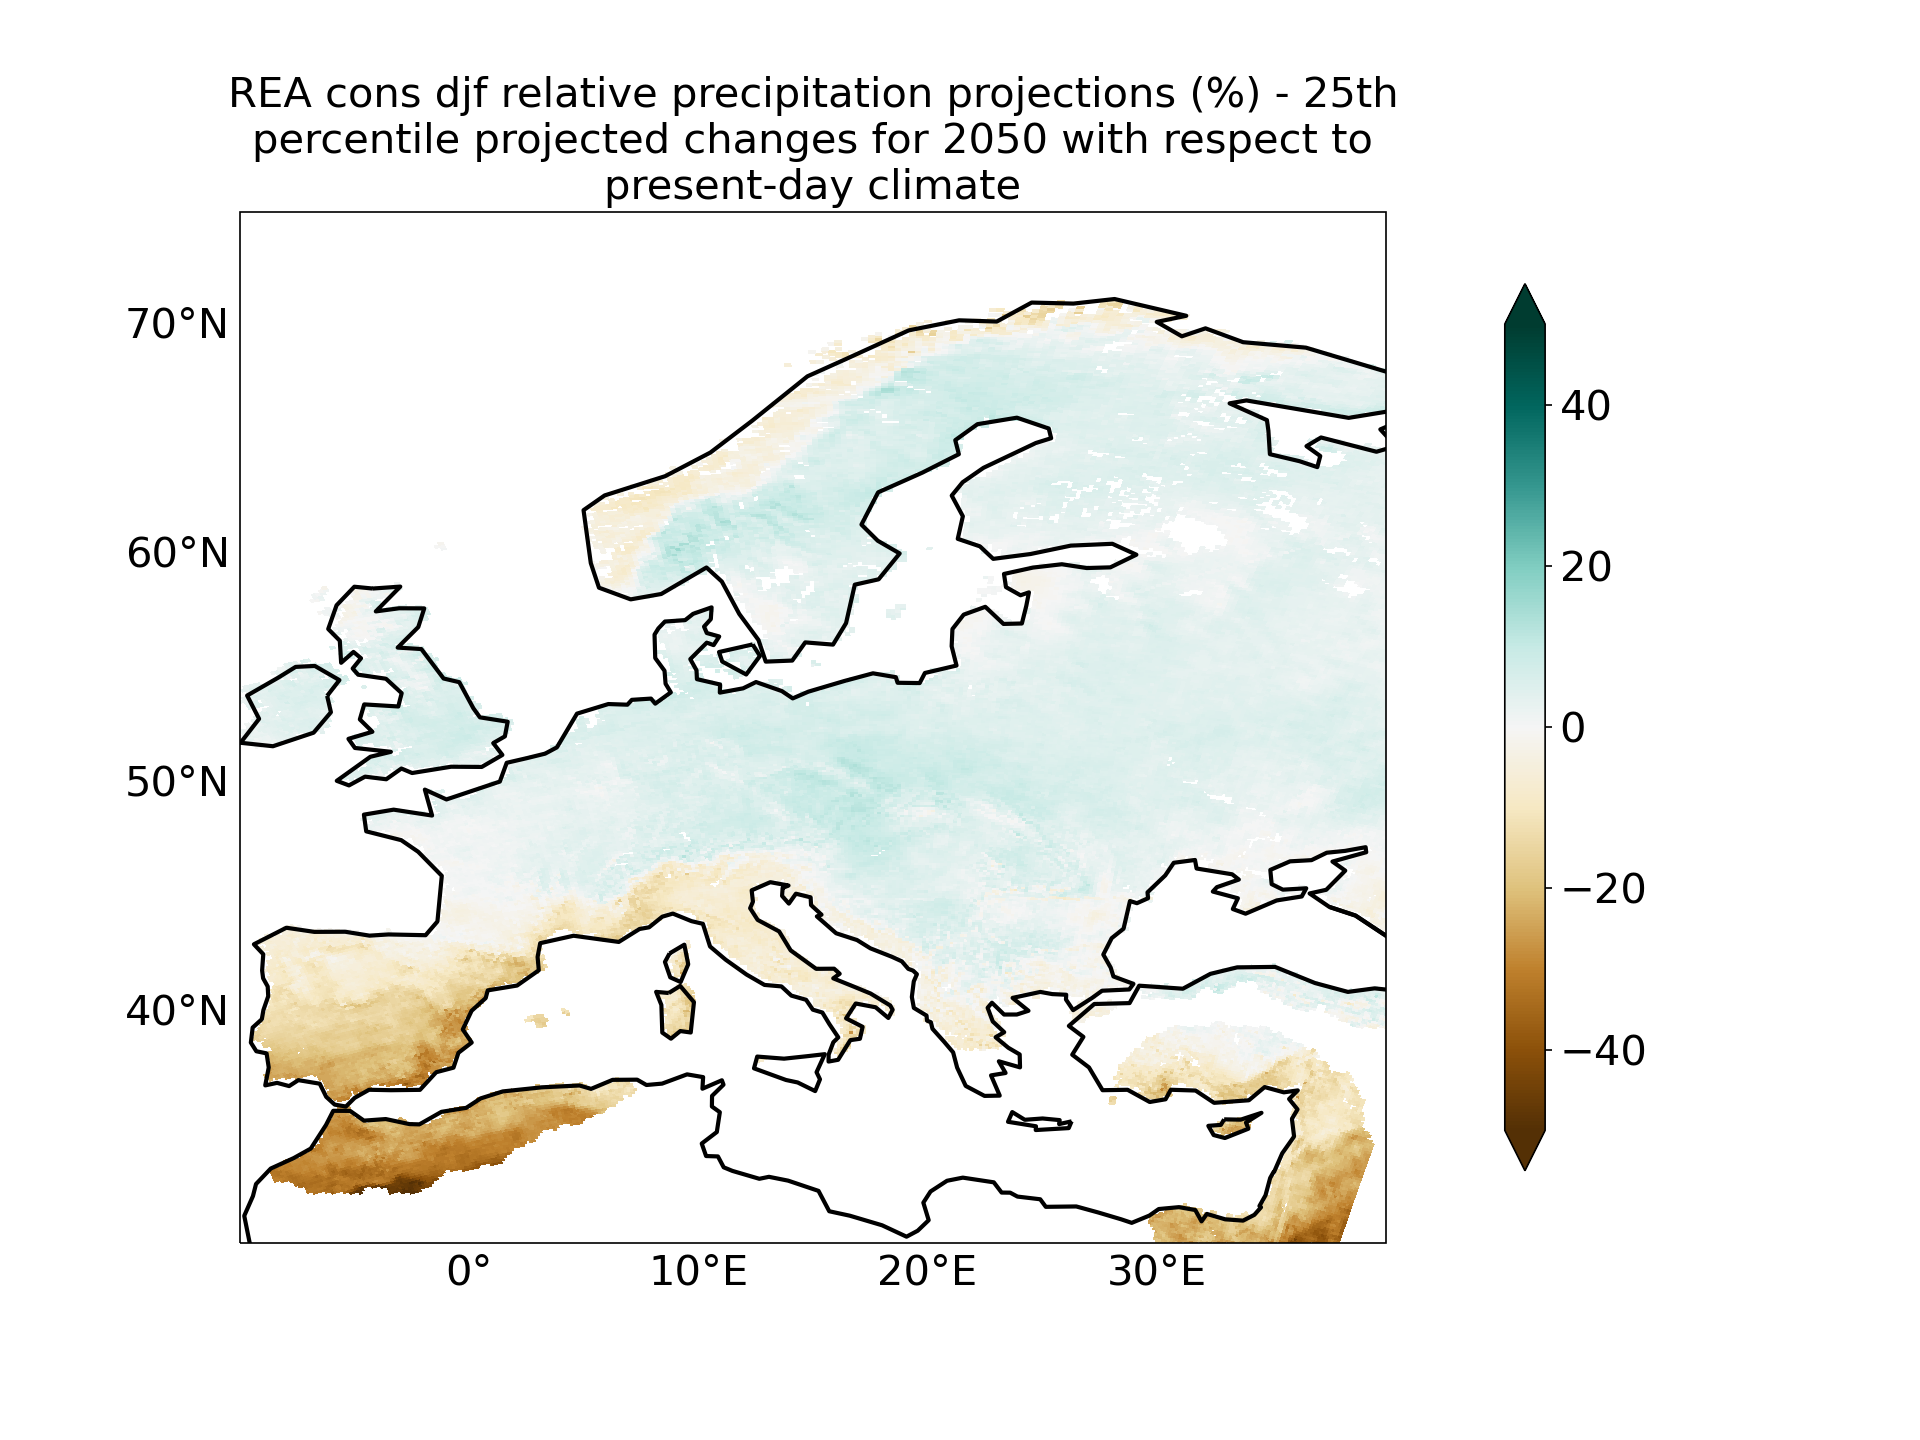 REA cons djf relative precipitation projections (%) - 25th
percentile projected changes for 2050 with respect to
present-day climate
70°N
60°N
50°N
40°N
0°
10°E
20°E
30°E
40
20
0
−20
−40